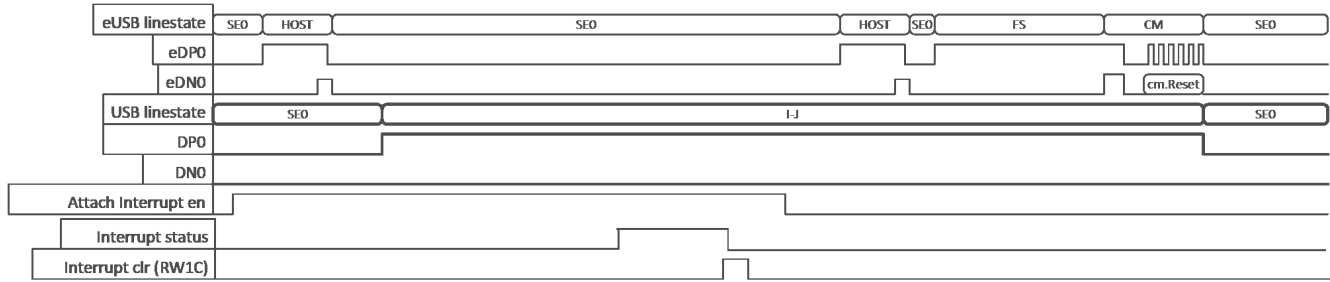 eUSB linestate SE0 HOST SE0 HOST SE0 FS CM SE0
eDP0
eDN0 cm.Reset
USB linestate SE0 I-J SE0
DP0
DN0
Attach Interrupt en
Interrupt status
Interrupt clr (RW1C)